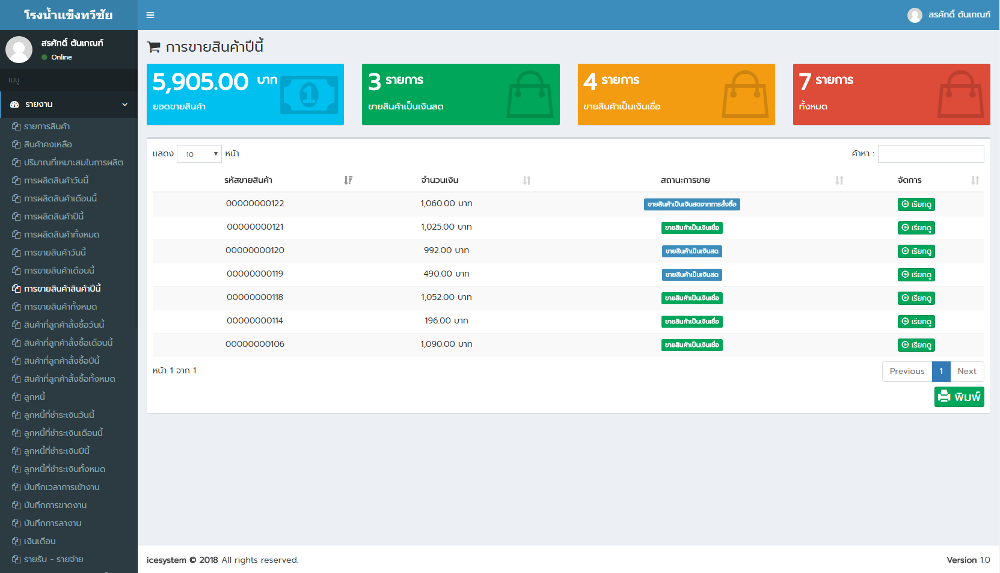 โรงน้ำแข็งทวีชัย
สรศักดิ์ ตันเกณฑ์
สรศักดิ์ ตันเกณฑ์
Online
เมนู
รายงาน
รายการสินค้า
สินค้าคงเหลือ
ปริมาณที่เหมาะสมในการผลิต
การผลิตสินค้าวันนี้
การผลิตสินค้าเดือนนี้
การผลิตสินค้าปีนี้
การผลิตสินค้าทั้งหมด
การขายสินค้าวันนี้
การขายสินค้าเดือนนี้
การขายสินค้าสินค้าปีนี้
การขายสินค้าทั้งหมด
สินค้าที่ลูกค้าสั่งซื้อวันนี้
สินค้าที่ลูกค้าสั่งซื้อเดือนนี้
สินค้าที่ลูกค้าสั่งซื้อปีนี้
สินค้าที่ลูกค้าสั่งซื้อทั้งหมด
ลูกหนี้
ลูกหนี้ที่ชำระเงินวันนี้
ลูกหนี้ที่ชำระเงินเดือนนี้
ลูกหนี้ที่ชำระเงินปีนี้
ลูกหนี้ที่ชำระเงินทั้งหมด
บันทึกเวลาการเข้างาน
บันทึกการขาดงาน
บันทึกการลางาน
เงินเดือน
รายรับ - รายจ่าย
การขายสินค้าปีนี้
5,905.00 บาท
ยอดขายสินค้า
3 รายการ
ขายสินค้าเป็นเงินสด
4 รายการ
ขายสินค้าเป็นเงินเชื่อ
7 รายการ
ทั้งหมด
แสดง 10 หน้า
ค้าหา :
รหัสขายสินค้า จำนวนเงิน สถานะการขาย จัดการ
00000000122 1,060.00 บาท ขายสินค้าเป็นเงินสดจากการสั่งซื้อ เรียกดู
00000000121 1,025.00 บาท ขายสินค้าเป็นเงินเชื่อ เรียกดู
00000000120 992.00 บาท ขายสินค้าเป็นเงินสด เรียกดู
00000000119 490.00 บาท ขายสินค้าเป็นเงินสด เรียกดู
00000000118 1,052.00 บาท ขายสินค้าเป็นเงินเชื่อ เรียกดู
00000000114 196.00 บาท ขายสินค้าเป็นเงินเชื่อ เรียกดู
00000000106 1,090.00 บาท ขายสินค้าเป็นเงินเชื่อ เรียกดู
หน้า 1 จาก 1
Previous 1 Next
พิมพ์
icesystem © 2018 All rights reserved.
Version 1.0